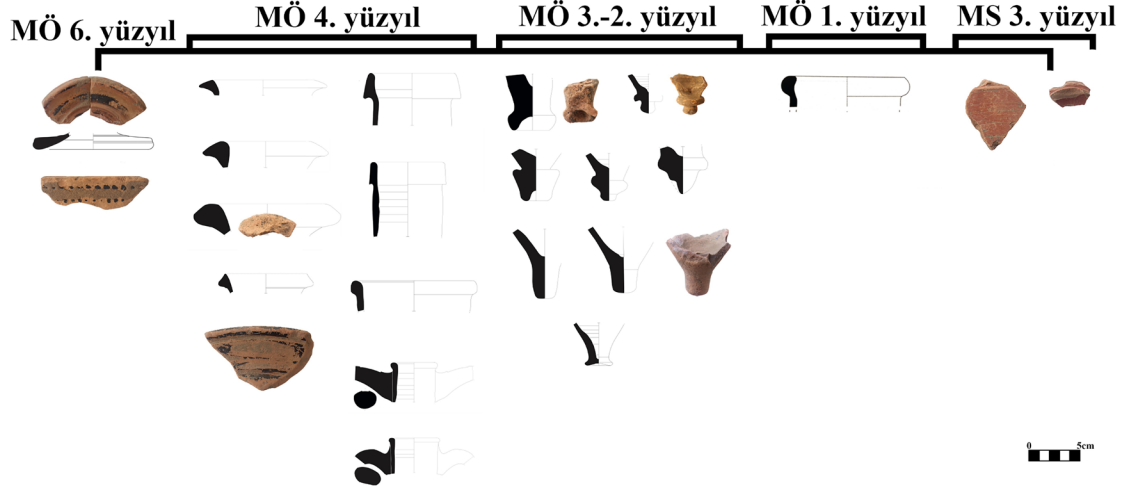 MÖ 6. yüzyıl
MÖ 4. yüzyıl
MÖ 3.-2. yüzyıl
MÖ 1. yüzyıl
MS 3. yüzyıl
0 5cm